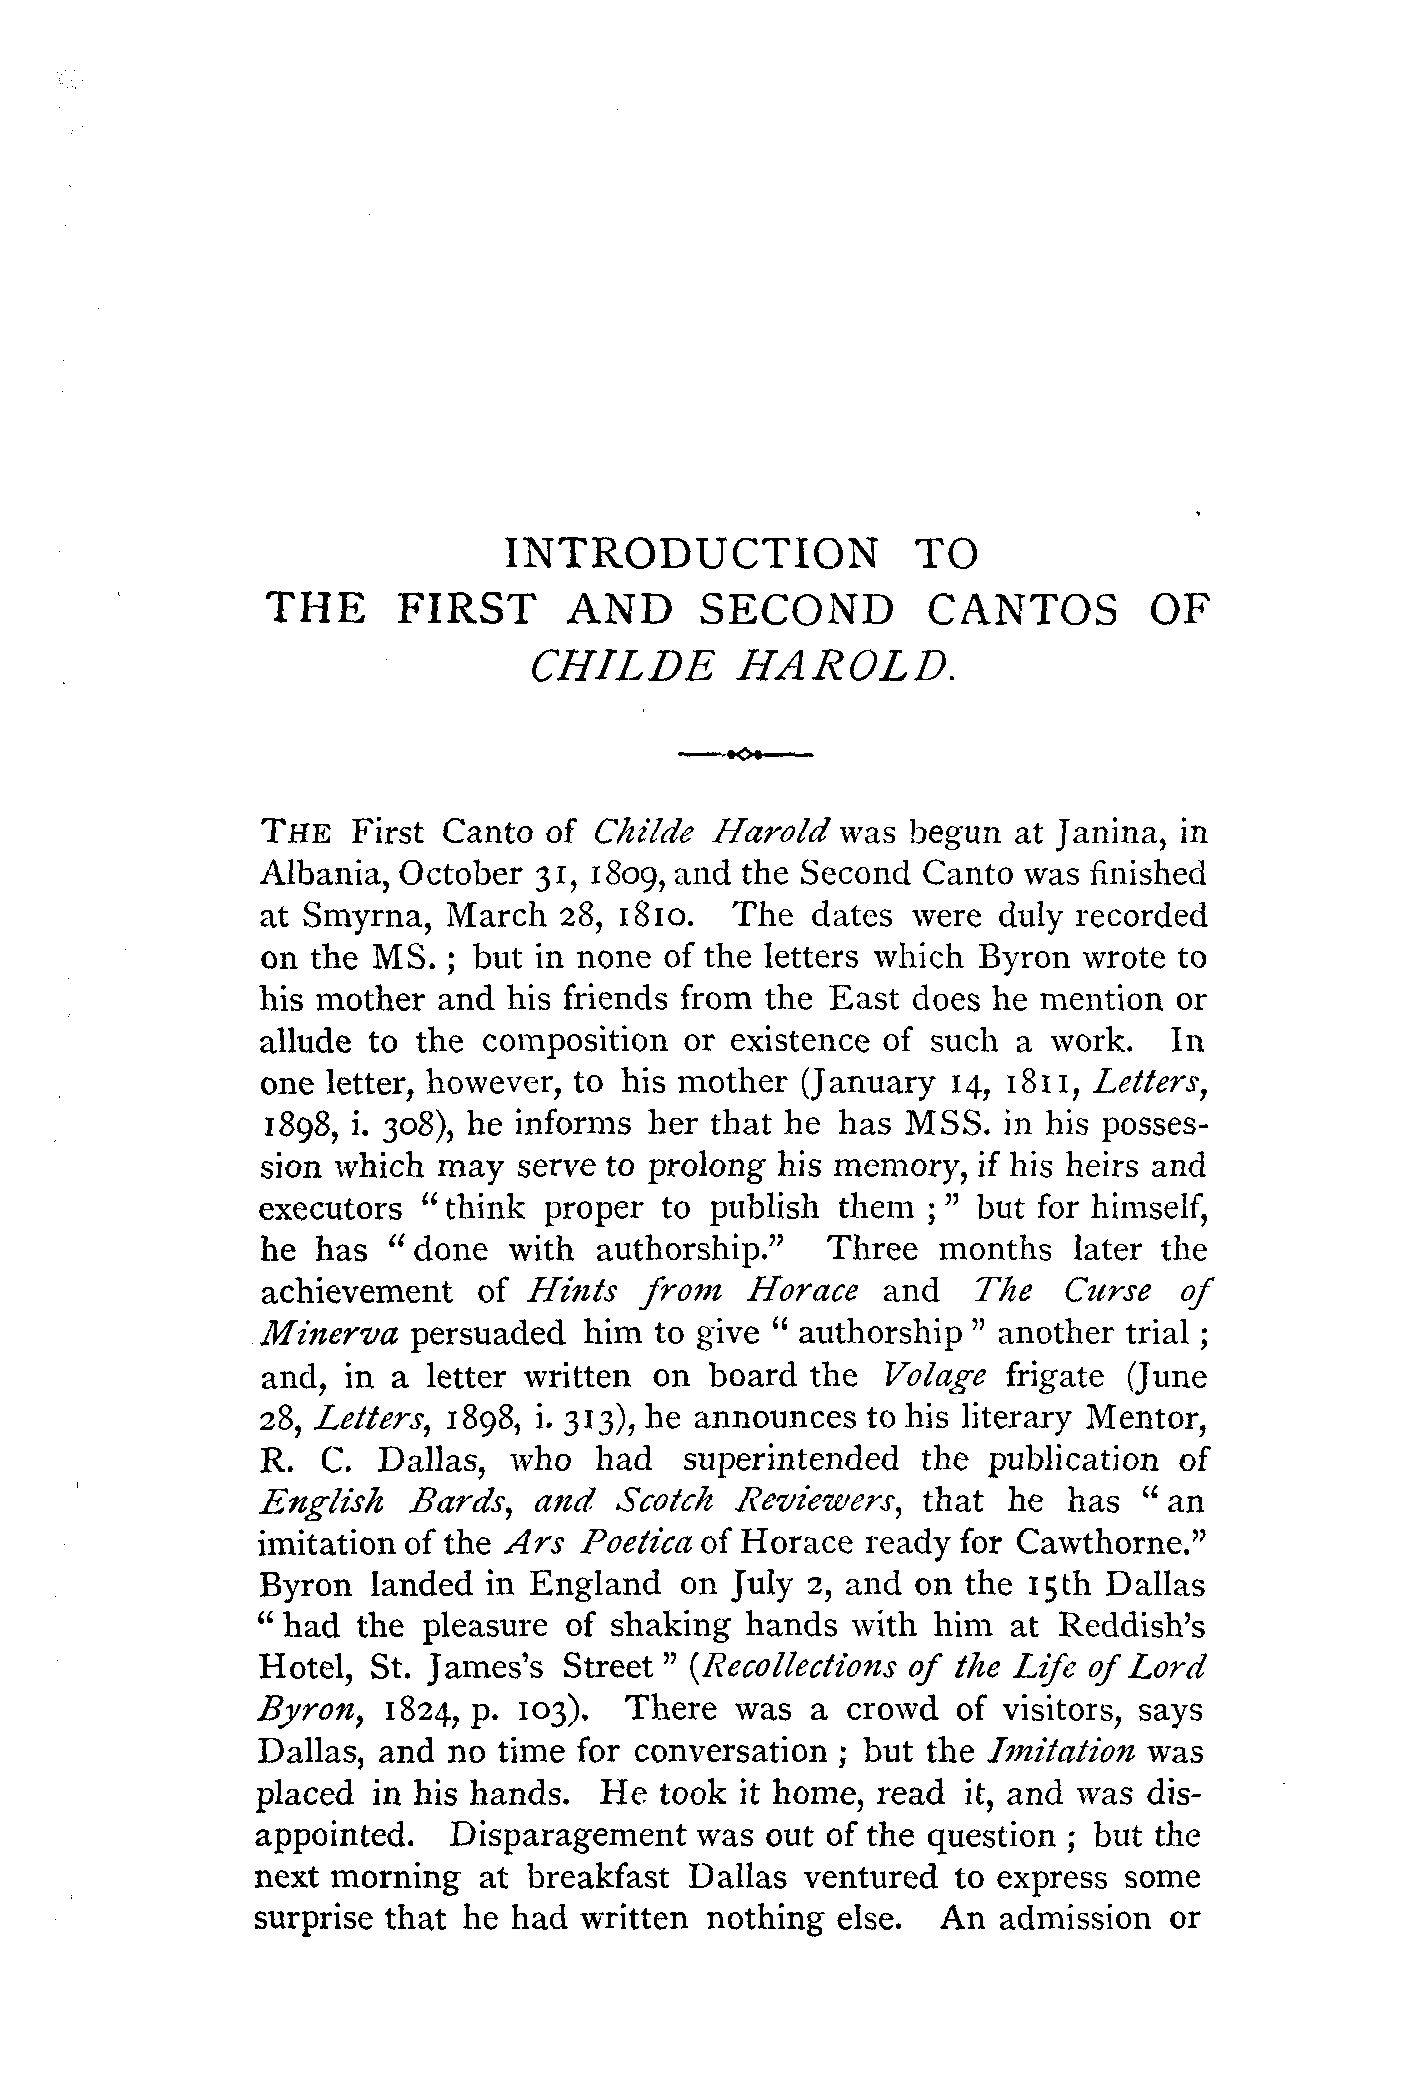 INTRODUCTION TO
THE FIRST AND SECOND CANTOS OF
CHILDE HAROLD.
THE First Canto of Childe Harold was begun at Janina, in
Albania, October 31, 1809, and the Second Canto was finished
at Smyrna, March 28, 1810. The dates were duly recorded
on the MS. ; but in none of the letters which Byron wrote to
his mother and his friends from the East does he mention or
allude to the composition or existence of such a work. In
one letter, however, to his mother (January 14, 1811, Letters,
1898, i. 308), he informs her that he has MSS. in his posses-
sion which may serve to prolong his memory, if his heirs and
executors "think proper to publish them ;" but for himself,
he has "done with authorship." Three months later the
achievement of Hints from Horace and The Curse of
Minerva persuaded him to give "authorship" another trial ;
and, in a letter written on board the Volage frigate (June
28, Letters, 1898, i. 313), he announces to his literary Mentor,
R. C. Dallas, who had superintended the publication of
English Bards, and Scotch Reviewers, that he has "an
imitation of the Ars Poetica of Horace ready for Cawthorne."
Byron landed in England on July 2, and on the 15th Dallas
"had the pleasure of shaking hands with him at Reddish's
Hotel, St. James's Street" (Recollections of the Life of Lord
Byron, 1824, p. 103). There was a crowd of visitors, says
Dallas, and no time for conversation ; but the Imitation was
placed in his hands. He took it home, read it, and was dis-
appointed. Disparagement was out of the question ; but the
next morning at breakfast Dallas ventured to express some
surprise that he had written nothing else. An admission or